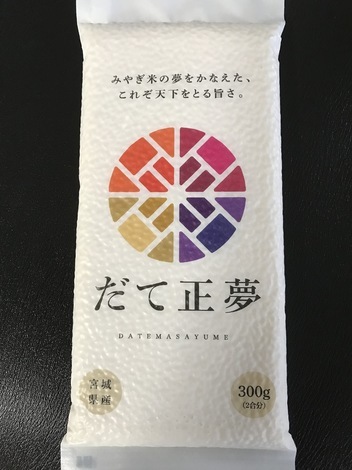 みやぎ米の夢をかなえた、
これぞ天下をとる旨さ。
だて正夢
DATEMASAYUME
宮城
県産
300g
(2合分)